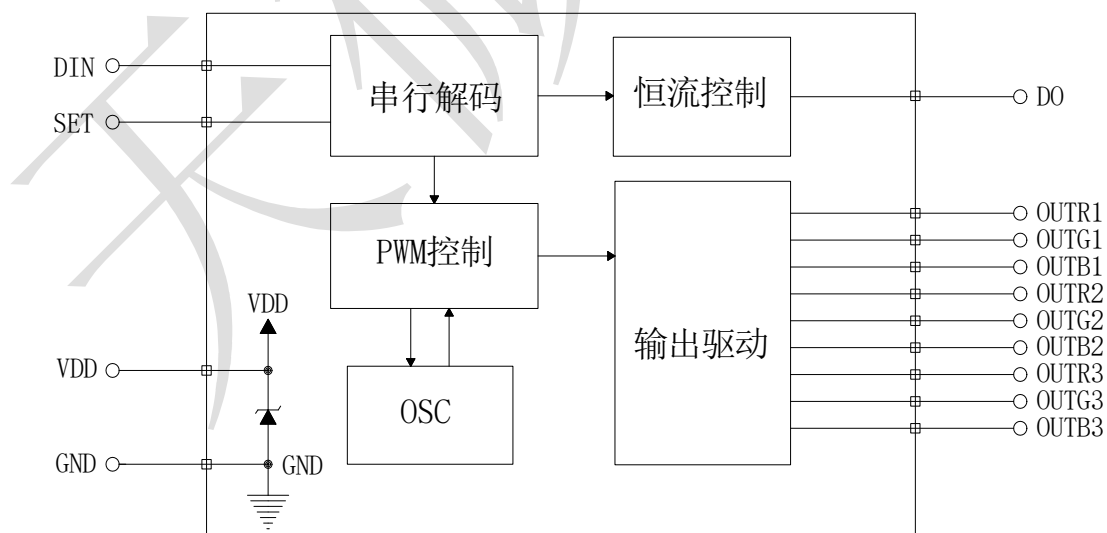 DIN
SET
串行解码
恒流控制
DO
PWM控制
输出驱动
OUTR1
OUTG1
OUTB1
OUTR2
OUTG2
OUTB2
OUTR3
OUTG3
OUTB3
VDD
VDD
OSC
GND
GND